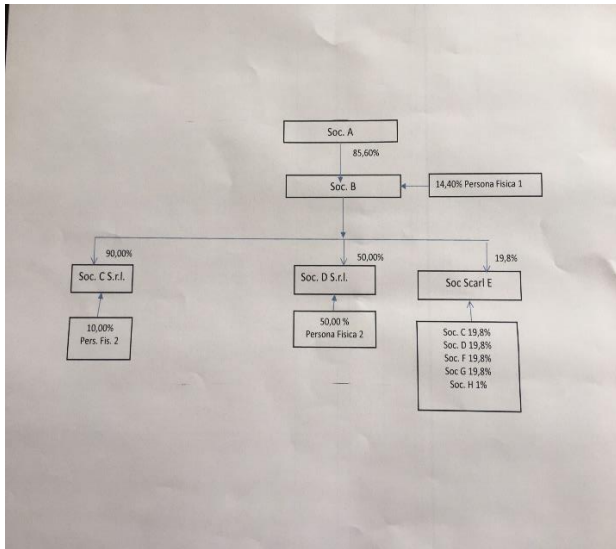 Soc. A
85,60%
Soc. B
14,40% Persona Fisica 1
90,00%
50,00%
19,8%
Soc. C S.r.l.
Soc. D S.r.l.
Soc Scarl E
10,00%
Pers. Fis. 2
50,00 %
Persona Fisica 2
Soc. C 19,8%
Soc. D 19,8%
Soc. F 19,8%
Soc G 19,8%
Soc. H 1%